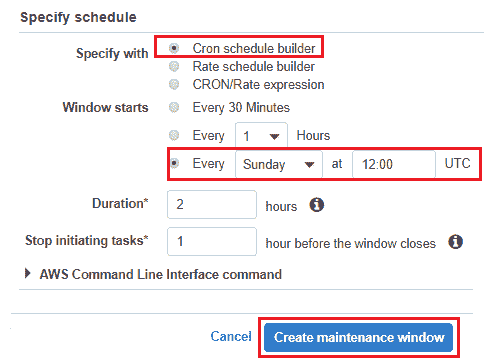 Specify schedule
Specify with
Cron schedule builder
Rate schedule builder
CRON/Rate expression
Window starts
Every 30 Minutes
Every 1 Hours
Every Sunday at 12:00 UTC
Duration* 2 hours
Stop initiating tasks* 1 hour before the window closes
AWS Command Line Interface command
Cancel Create maintenance window